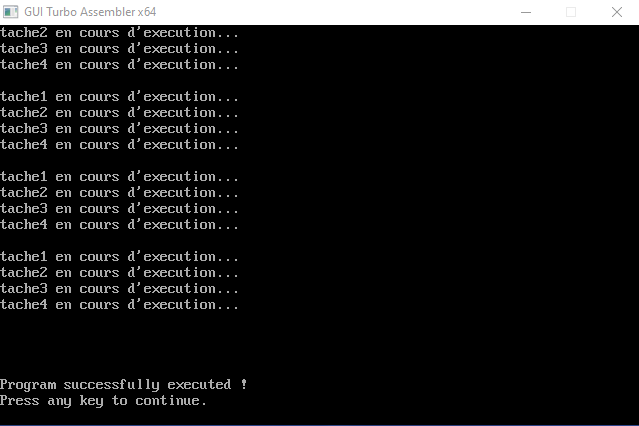 GUI Turbo Assembler x64
tache2 en cours d'execution...
tache3 en cours d'execution...
tache4 en cours d'execution...
tache1 en cours d'execution...
tache2 en cours d'execution...
tache3 en cours d'execution...
tache4 en cours d'execution...
tache1 en cours d'execution...
tache2 en cours d'execution...
tache3 en cours d'execution...
tache4 en cours d'execution...
tache1 en cours d'execution...
tache2 en cours d'execution...
tache3 en cours d'execution...
tache4 en cours d'execution...
Program successfully executed !
Press any key to continue.